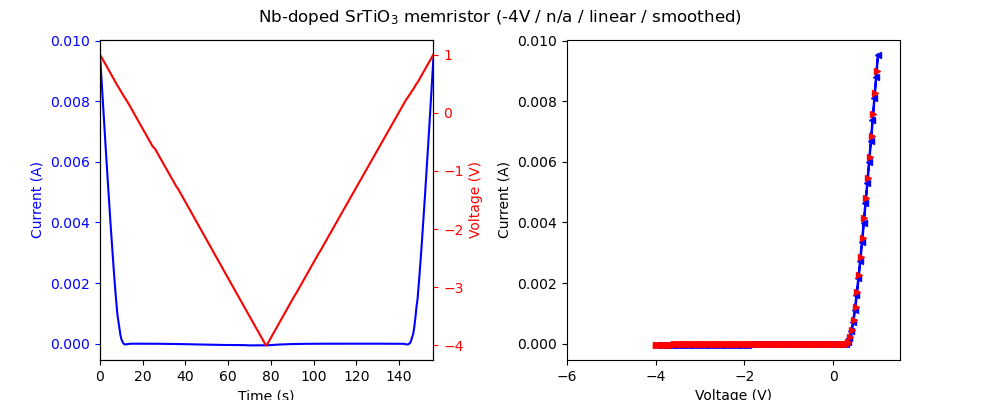 Nb-doped SrTiO₃ memristor (-4V / n/a / linear / smoothed)
0.010
0.008
0.006
0.004
0.002
0.000
Current (A)
0 20 40 60 80 100 120 140
Time (s)
1
0
−1
−2
−3
−4
Voltage (V)
0.010
0.008
0.006
0.004
0.002
0.000
Current (A)
−6 −4 −2 0
Voltage (V)